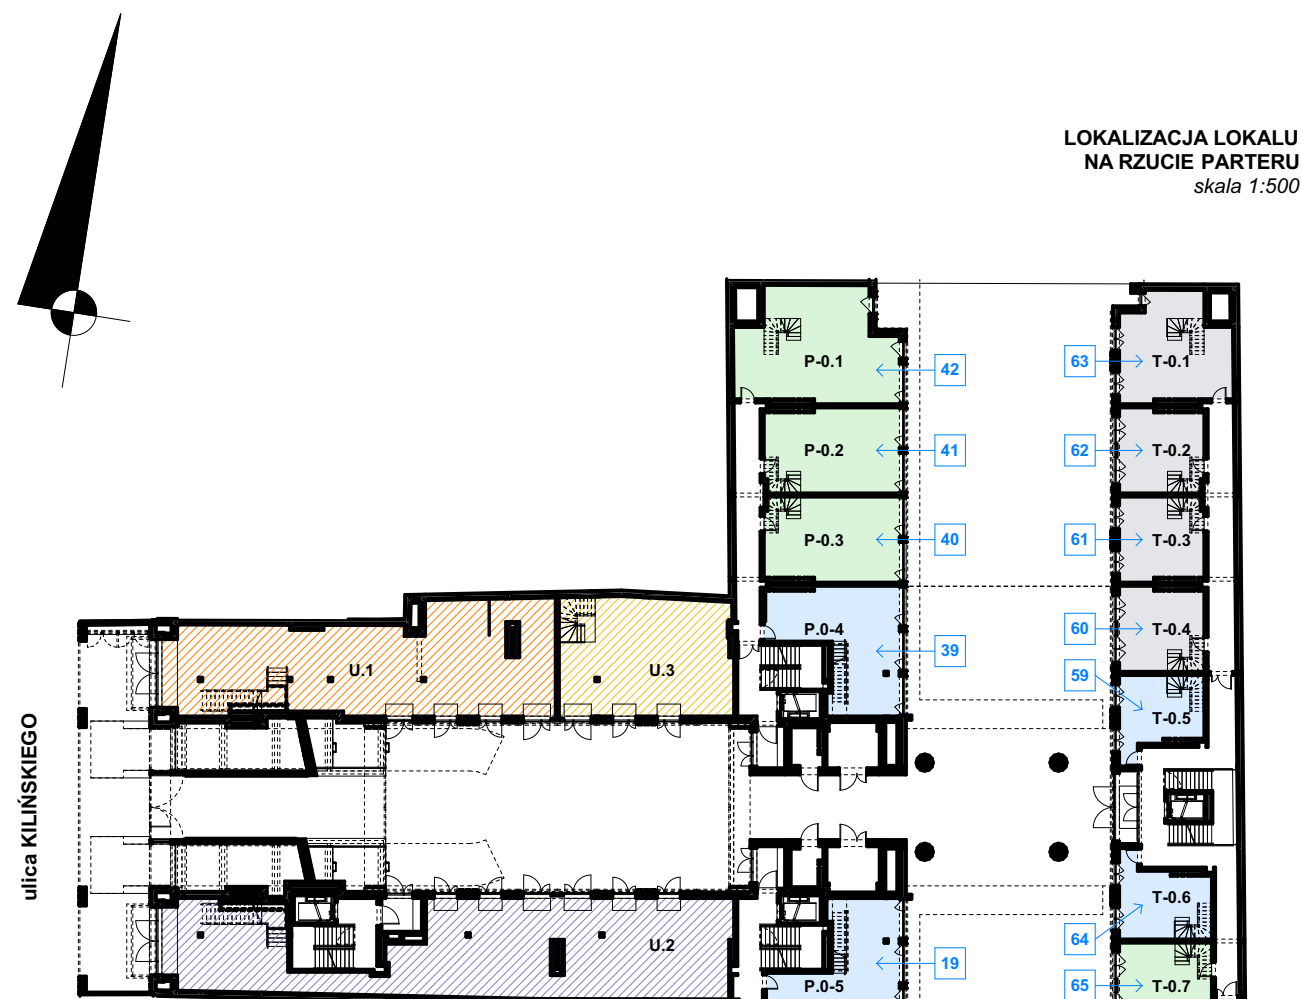 LOKALIZACJA LOKALU
NA RZUCIE PARTERU
skala 1:500
P-0.1
42
63
T-0.1
P-0.2
41
62
T-0.2
P-0.3
40
61
T-0.3
P.0-4
39
60
T-0.4
U.1
U.3
59
T-0.5
ulica KILIŃSKIEGO
T-0.6
U.2
64
19
P.0-5
65
T-0.7